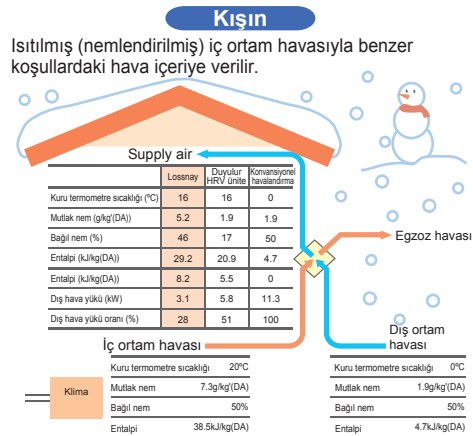 Kışın
Isıtılmış (nemlendirilmiş) iç ortam havasıyla benzer
koşullardaki hava içeriye verilir.
Supply air
Lossnay Duyulur HRV ünite Konvansiyonel havalandırma
Kuru termometre sıcaklığı (ºC) 16 16 0
Mutlak nem (g/kg'(DA)) 5.2 1.9 1.9
Bağıl nem (%) 46 17 50
Entalpi (kJ/kg(DA)) 29.2 20.9 4.7
Entalpi (kJ/kg(DA)) 8.2 5.5 0
Dış hava yükü (kW) 3.1 5.8 11.3
Dış hava yükü oranı (%) 28 51 100
Egzoz havası
İç ortam havası
Dış ortam
havası
Klima
Kuru termometre sıcaklığı 20ºC
Mutlak nem 7.3g/kg'(DA)
Bağıl nem 50%
Entalpi 38.5kJ/kg(DA)
Kuru termometre sıcaklığı 0ºC
Mutlak nem 1.9g/kg'(DA)
Bağıl nem 50%
Entalpi 4.7kJ/kg(DA)